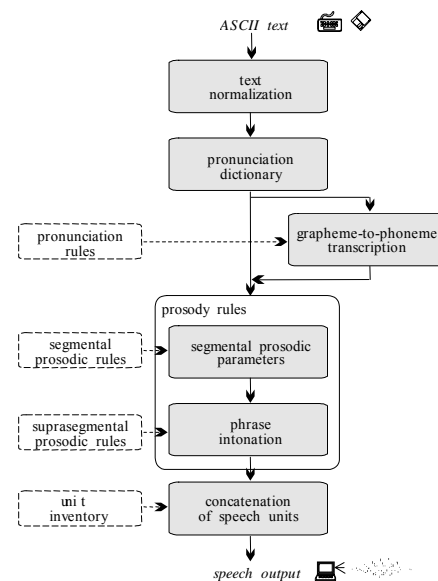 ASCII text
text
normalization
pronunciation
dictionary
pronunciation
rules
grapheme-to-phoneme
transcription
prosody rules
segmental
prosodic rules
segmental prosodic
parameters
suprasegmental
prosodic rules
phrase
intonation
unit
inventory
concatenation
of speech units
speech output